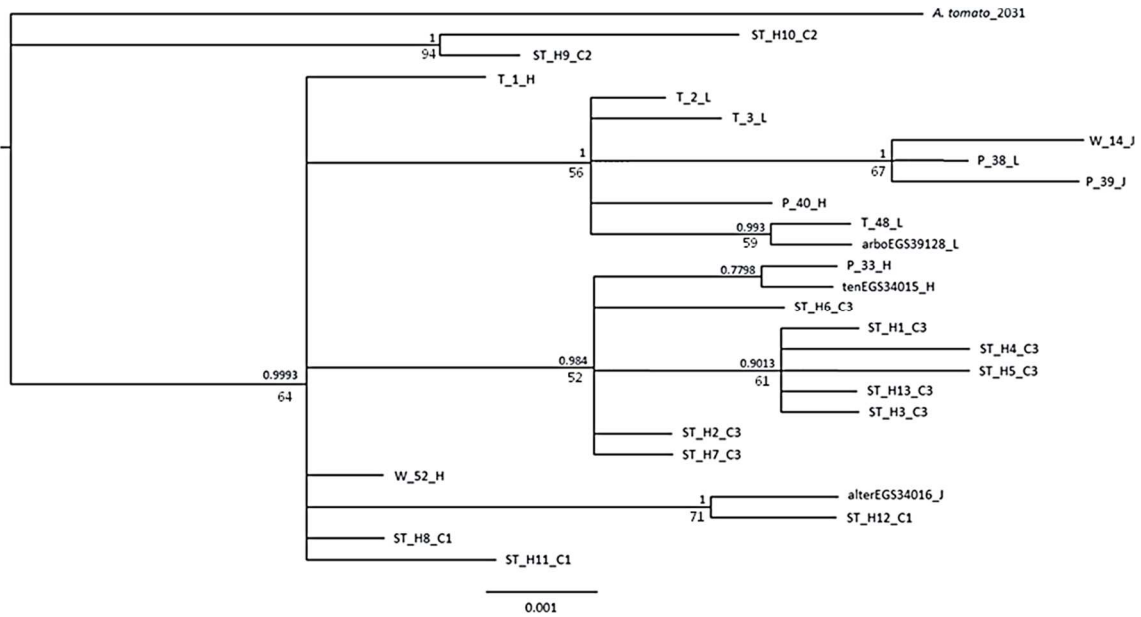 A. tomato_2031
ST_H10_C2
1
94
ST_H9_C2
T_1_H
T_2_L
T_3_L
W_14_J
1
56
1
67
P_38_L
P_39_J
P_40_H
T_48_L
0.993
59
arboEGS39128_L
P_33_H
0.7798
tenEGS34015_H
ST_H6_C3
ST_H1_C3
ST_H4_C3
0.984
52
0.9013
61
ST_H5_C3
0.9993
64
ST_H13_C3
ST_H3_C3
ST_H2_C3
ST_H7_C3
W_52_H
alterEGS34016_J
1
71
ST_H12_C1
ST_H8_C1
ST_H11_C1
0.001